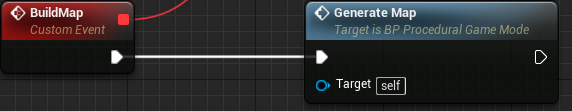 BuildMap
Custom Event
Generate Map
Target is BP Procedural Game Mode
Target self